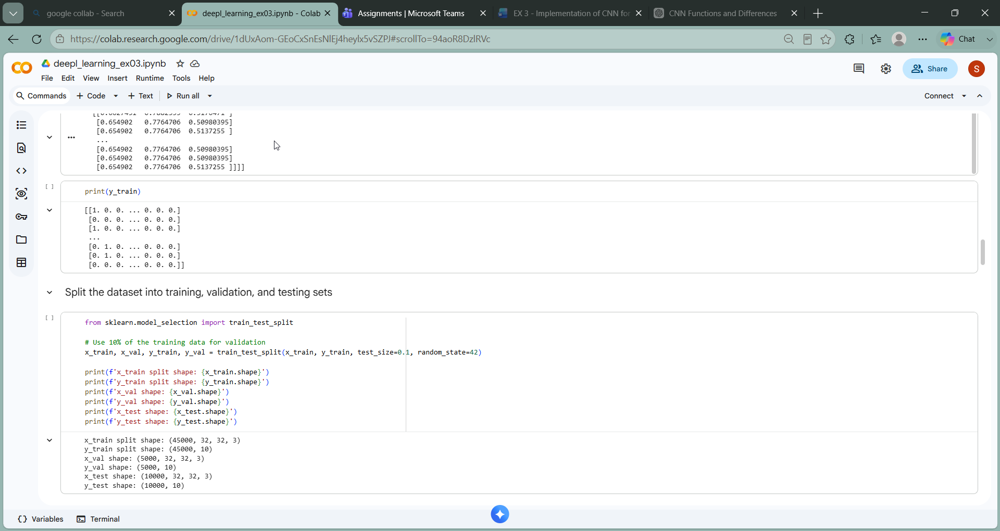 google collab - Search
deepl_learning_ex03.ipynb - Colab
Assignments | Microsoft Teams
EX 3 - Implementation of CNN for
CNN Functions and Differences
https://colab.research.google.com/drive/1dUxAom-GEoCxSnEsNlEj4heylx5vSZPJ#scrollTo=94aoR8DzlRVc
Chat
deepl_learning_ex03.ipynb
File Edit View Insert Runtime Tools Help
Share
S
Commands + Code + Text Run all
Connect
[0.654902 0.7764706 0.50980395]
[0.654902 0.7764706 0.5137255 ]
...
[0.654902 0.7764706 0.50980395]
[0.654902 0.7764706 0.50980395]
[0.654902 0.7764706 0.5137255 ]]]]
[ ]
print(y_train)
[[1. 0. 0. ... 0. 0. 0.]
[0. 0. 0. ... 0. 0. 0.]
[1. 0. 0. ... 0. 0. 0.]
...
[0. 1. 0. ... 0. 0. 0.]
[0. 1. 0. ... 0. 0. 0.]
[0. 0. 0. ... 0. 0. 0.]]
Split the dataset into training, validation, and testing sets
[ ]
from sklearn.model_selection import train_test_split
# Use 10% of the training data for validation
x_train, x_val, y_train, y_val = train_test_split(x_train, y_train, test_size=0.1, random_state=42)
print(f'x_train split shape: {x_train.shape}')
print(f'y_train split shape: {y_train.shape}')
print(f'x_val shape: {x_val.shape}')
print(f'y_val shape: {y_val.shape}')
print(f'x_test shape: {x_test.shape}')
print(f'y_test shape: {y_test.shape}')
x_train split shape: (45000, 32, 32, 3)
y_train split shape: (45000, 10)
x_val shape: (5000, 32, 32, 3)
y_val shape: (5000, 10)
x_test shape: (10000, 32, 32, 3)
y_test shape: (10000, 10)
{} Variables
Terminal